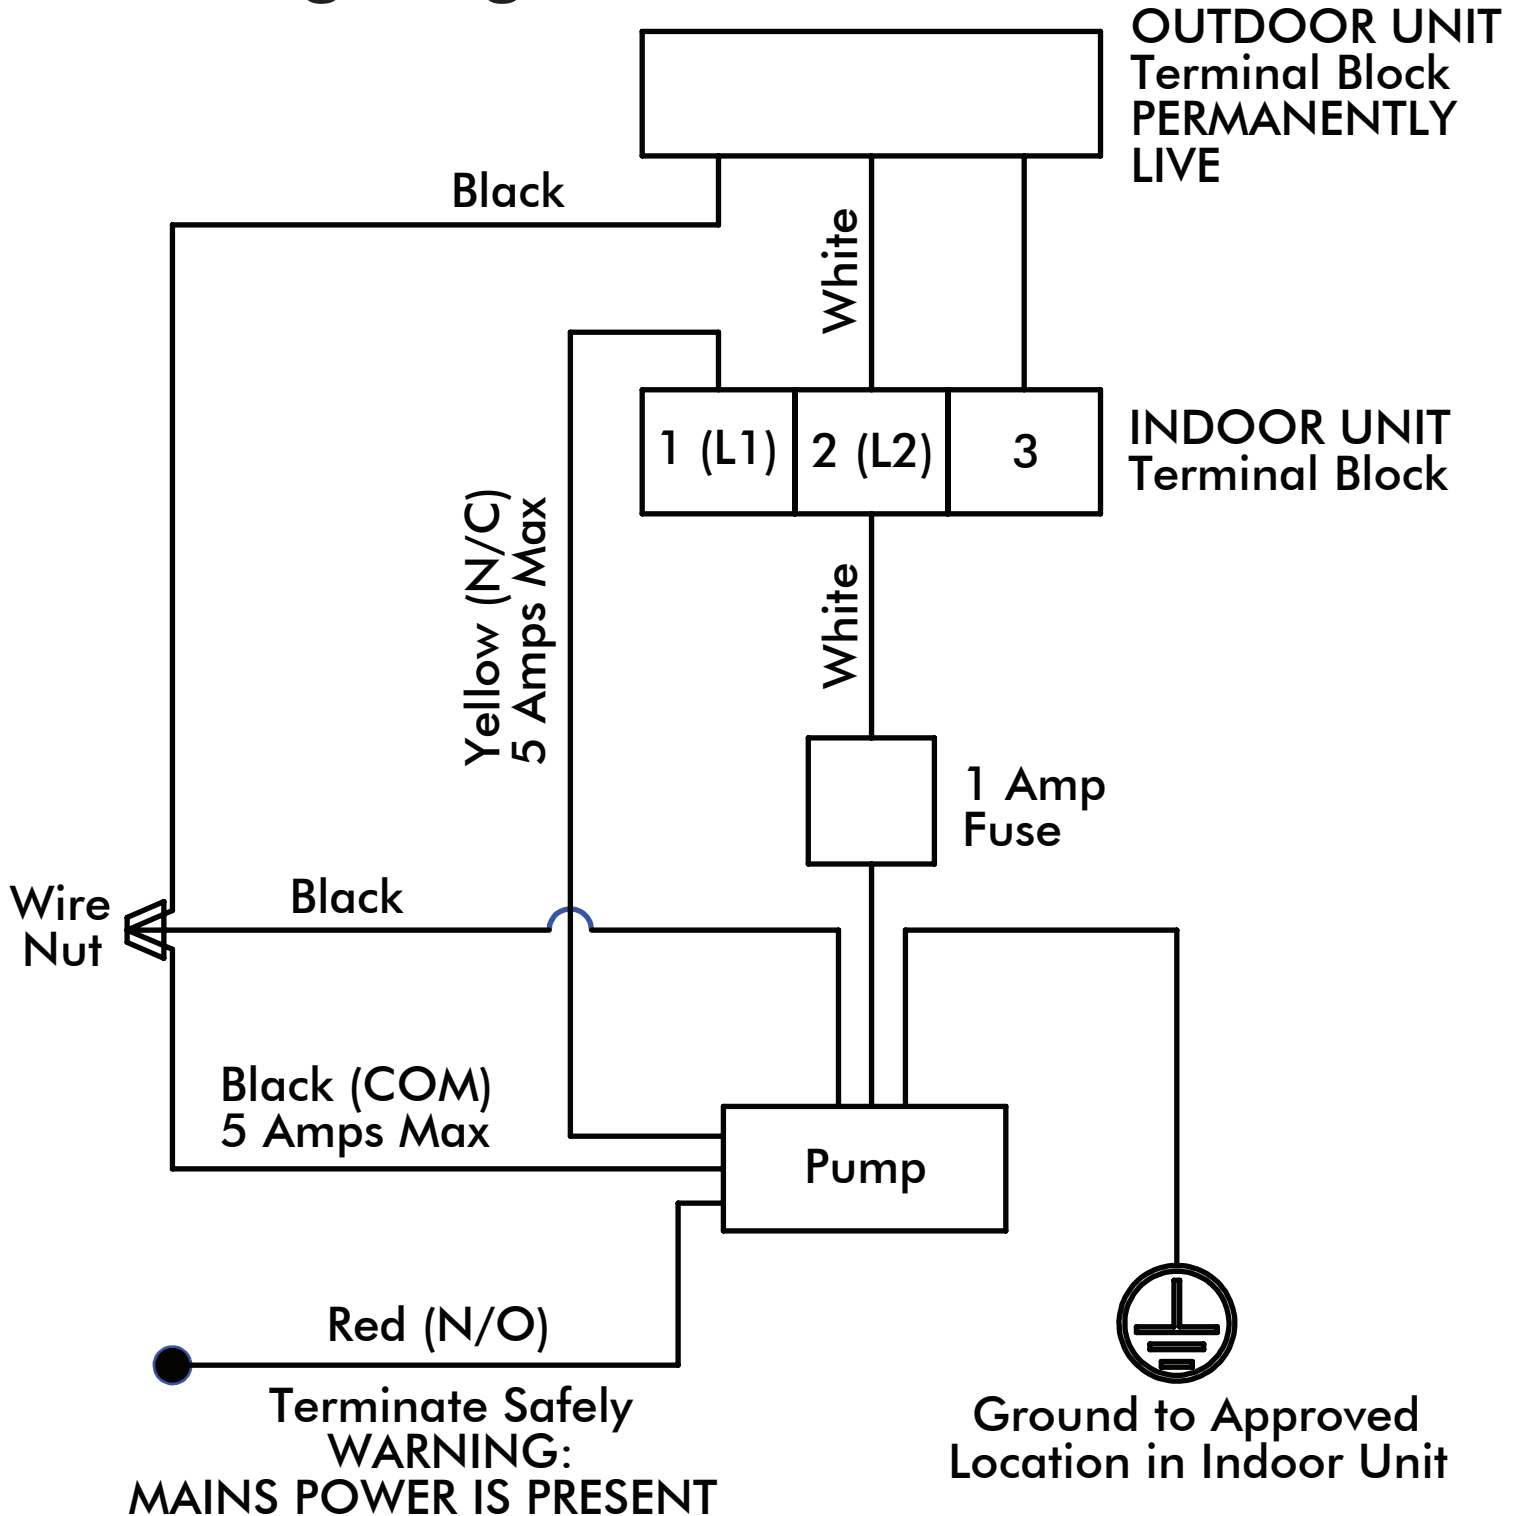 OUTDOOR UNIT
Terminal Block
PERMANENTLY
LIVE
Black
White
1 (L1)
2 (L2)
3
INDOOR UNIT
Terminal Block
Yellow (N/C)
5 Amps Max
White
1 Amp
Fuse
Wire
Nut
Black
Black (COM)
5 Amps Max
Pump
Red (N/O)
Terminate Safely
WARNING:
MAINS POWER IS PRESENT
Ground to Approved
Location in Indoor Unit